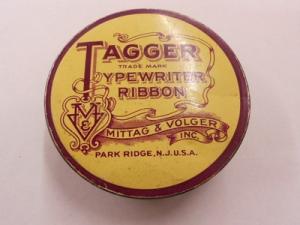 TAGGER
TRADE MARK
TYPEWRITER
RIBBON
M&V
MITTAG & VOLGER
INC.
PARK RIDGE, N.J. U.S.A.